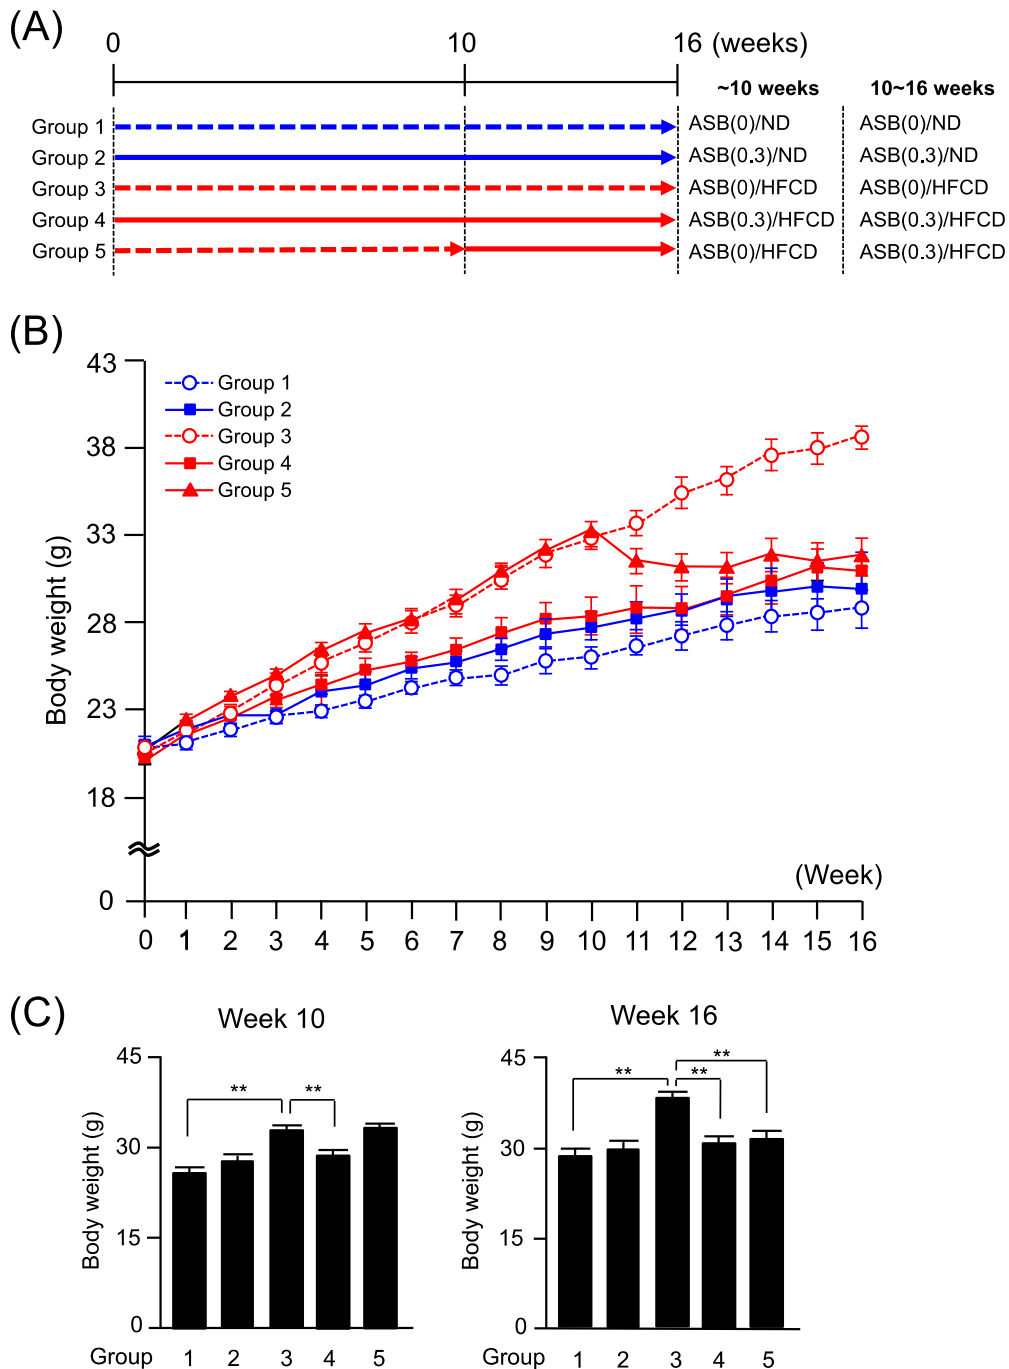 (A)
0 10 16 (weeks)
~10 weeks 10~16 weeks
Group 1 ASB(0)/ND ASB(0)/ND
Group 2 ASB(0.3)/ND ASB(0.3)/ND
Group 3 ASB(0)/HFCD ASB(0)/HFCD
Group 4 ASB(0.3)/HFCD ASB(0.3)/HFCD
Group 5 ASB(0)/HFCD ASB(0.3)/HFCD
(B)
Body weight (g)
43
38
33
28
23
18
0
Group 1
Group 2
Group 3
Group 4
Group 5
(Week)
0 1 2 3 4 5 6 7 8 9 10 11 12 13 14 15 16
(C)
Week 10
Body weight (g)
45
30
15
0
** **
Group 1 2 3 4 5
Week 16
Body weight (g)
45
30
15
0
**
** **
Group 1 2 3 4 5